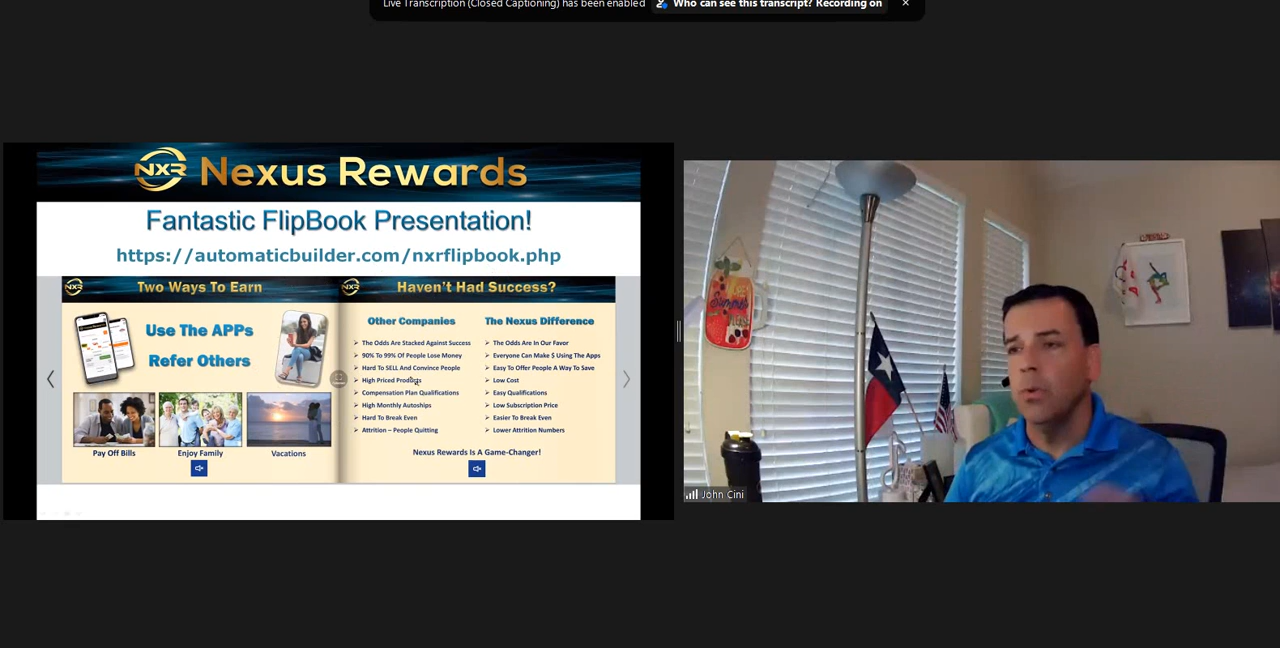 Live Transcription (Closed Captioning) has been enabled
Who can see this transcript? Recording on
NXR Nexus Rewards
Fantastic FlipBook Presentation!
https://automaticbuilder.com/nxrflipbook.php
NXR
Two Ways To Earn
Use The APPs
Refer Others
Pay Off Bills
Enjoy Family
Vacations
NXR
Haven't Had Success?
Other Companies
The Odds Are Stacked Against Success
90% To 99% Of People Lose Money
Hard To SELL And Convince People
High Priced Products
Compensation Plan Qualifications
High Monthly Autoships
Hard To Break Even
Attrition – People Quitting
The Nexus Difference
The Odds Are In Our Favor
Everyone Can Make $ Using The Apps
Easy To Offer People A Way To Save
Low Cost
Easy Qualifications
Low Subscription Price
Easier To Break Even
Lower Attrition Numbers
Nexus Rewards Is A Game-Changer!
Summer
John Cini